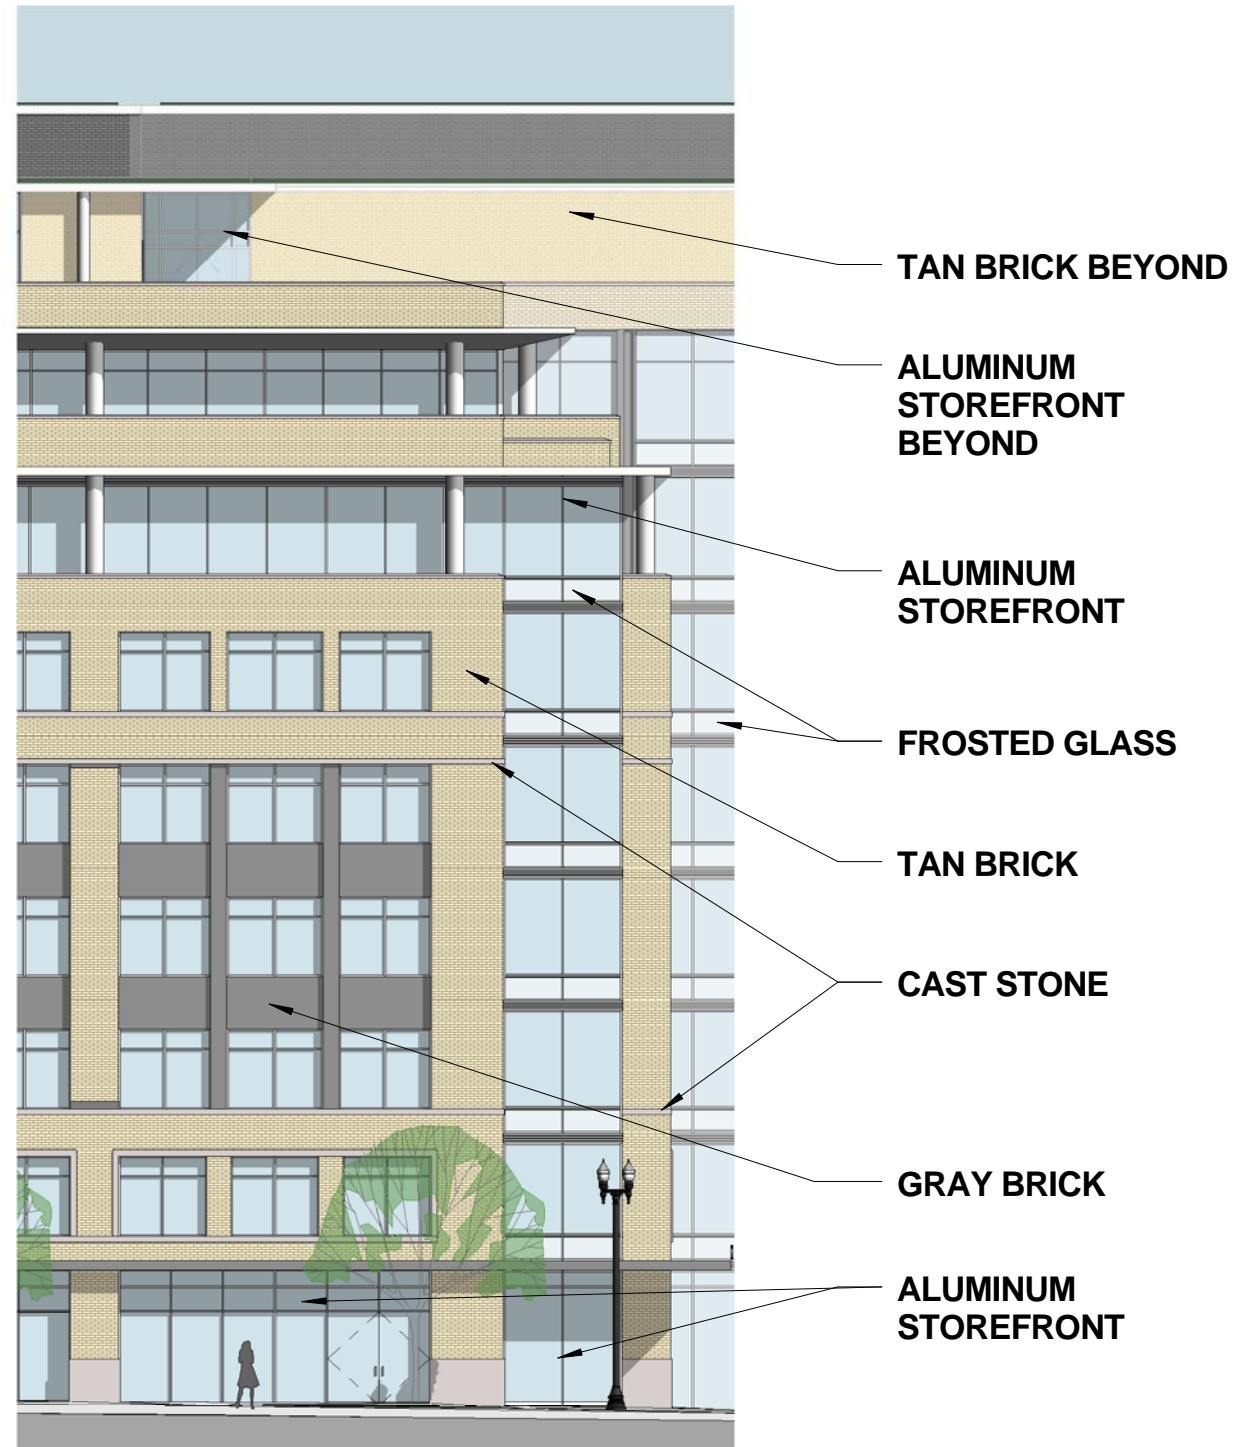 TAN BRICK BEYOND
ALUMINUM
STOREFRONT
BEYOND
ALUMINUM
STOREFRONT
FROSTED GLASS
TAN BRICK
CAST STONE
GRAY BRICK
ALUMINUM
STOREFRONT